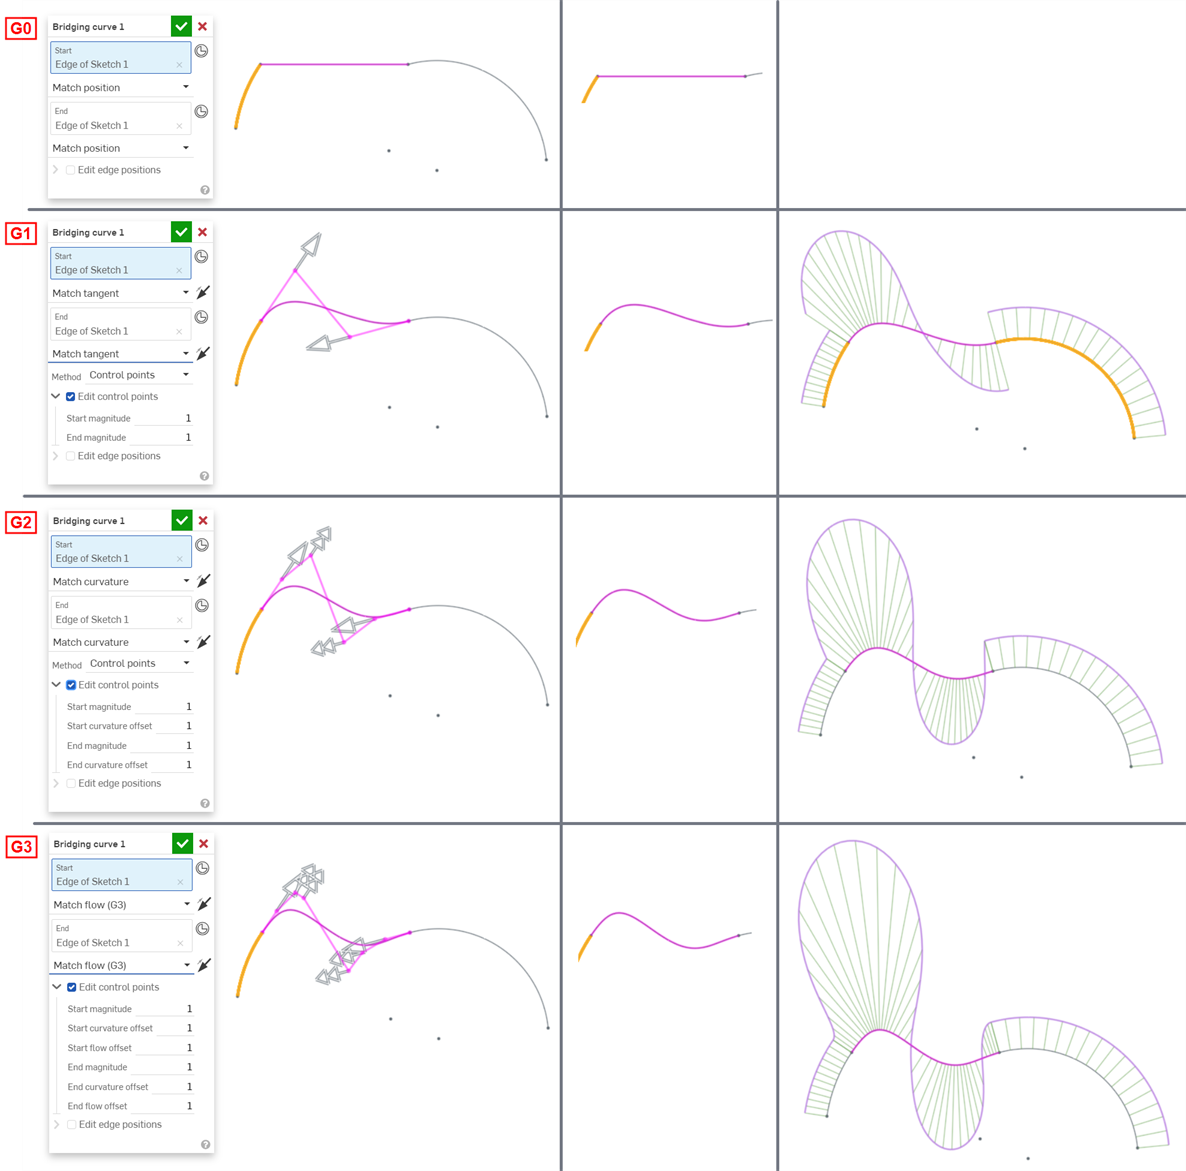 G0
Bridging curve 1
Start
Edge of Sketch 1
Match position
End
Edge of Sketch 1
Match position
Edit edge positions
G1
Bridging curve 1
Start
Edge of Sketch 1
Match tangent
End
Edge of Sketch 1
Match tangent
Method Control points
Edit control points
Start magnitude 1
End magnitude 1
Edit edge positions
G2
Bridging curve 1
Start
Edge of Sketch 1
Match curvature
End
Edge of Sketch 1
Match curvature
Method Control points
Edit control points
Start magnitude 1
Start curvature offset 1
End magnitude 1
End curvature offset 1
Edit edge positions
G3
Bridging curve 1
Start
Edge of Sketch 1
Match flow (G3)
End
Edge of Sketch 1
Match flow (G3)
Edit control points
Start magnitude 1
Start curvature offset 1
Start flow offset 1
End magnitude 1
End curvature offset 1
End flow offset 1
Edit edge positions